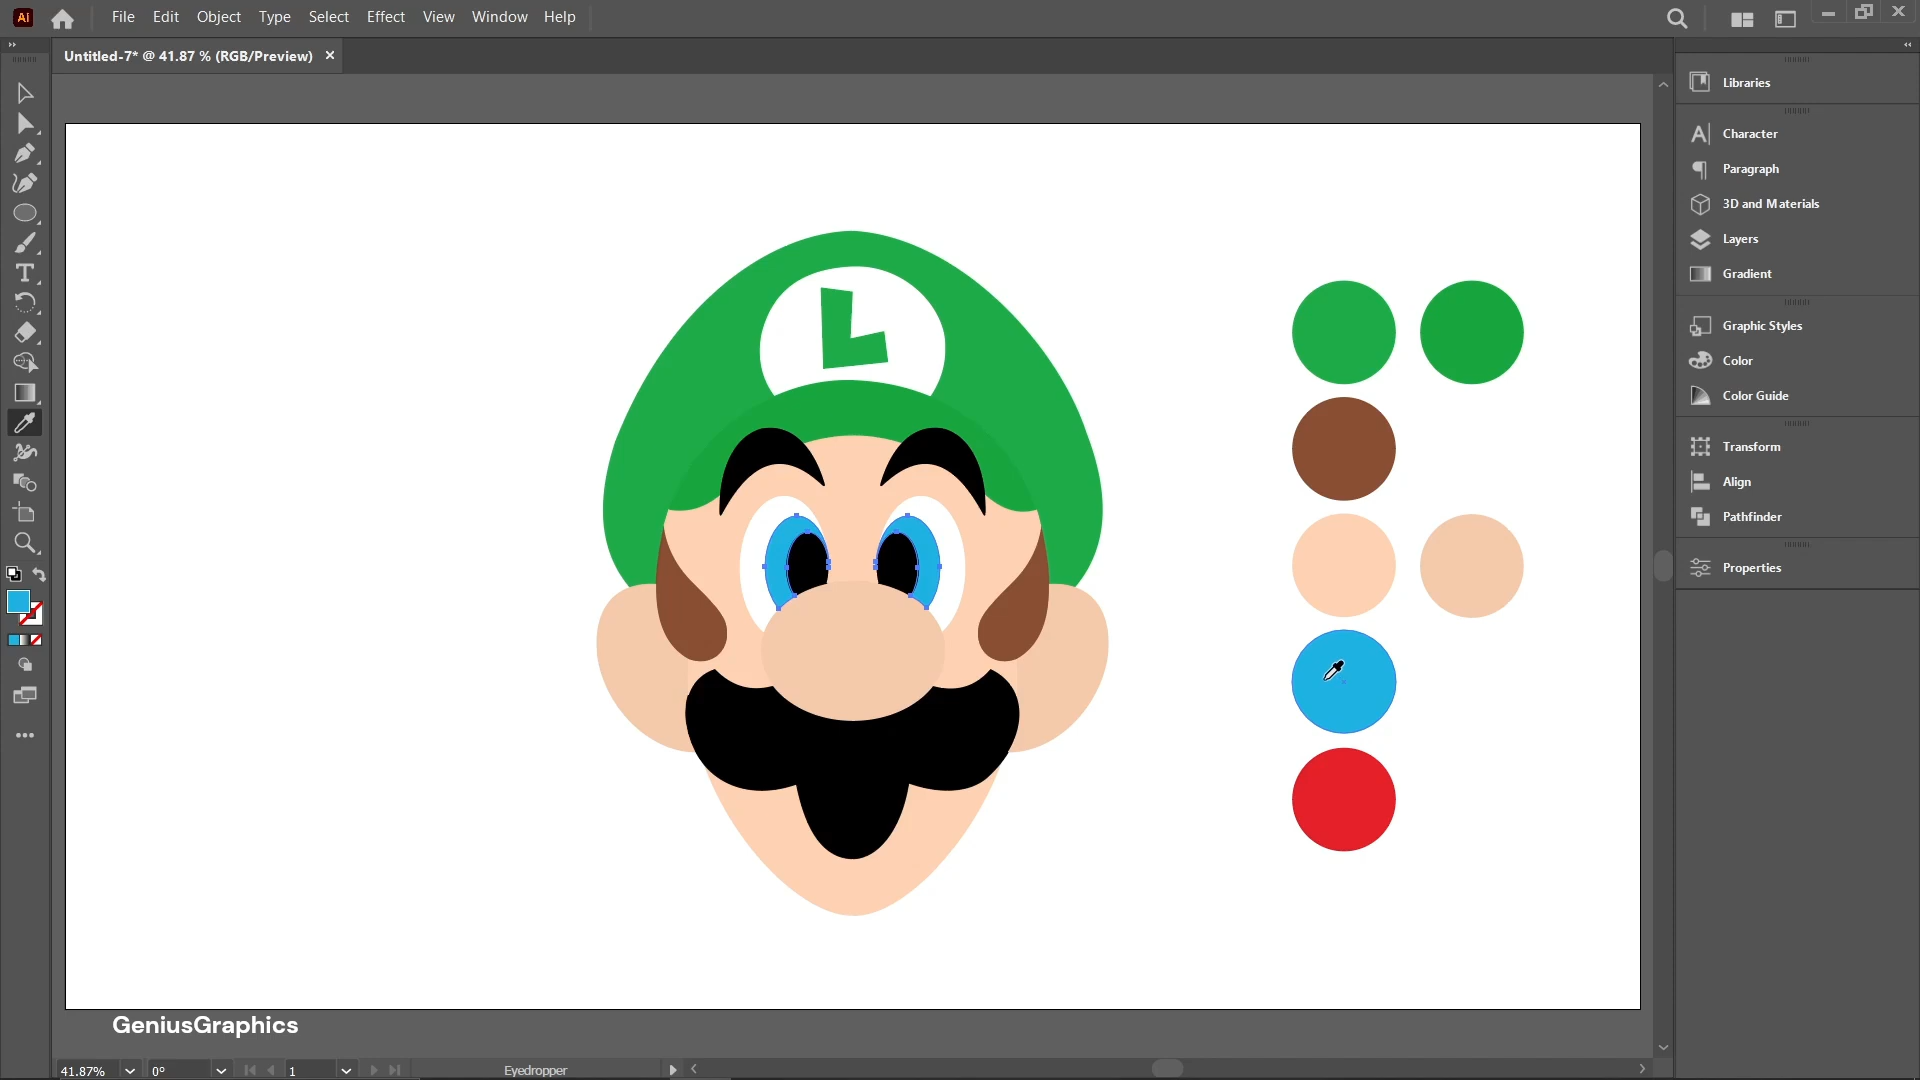 Ai File Edit Object Type Select Effect View Window Help
Untitled-7* @ 41.87 % (RGB/Preview) ×
Libraries
Character
Paragraph
3D and Materials
Layers
Gradient
Graphic Styles
Color
Color Guide
Transform
Align
Pathfinder
Properties
L
GeniusGraphics
41.87% 0° 1 Eyedropper